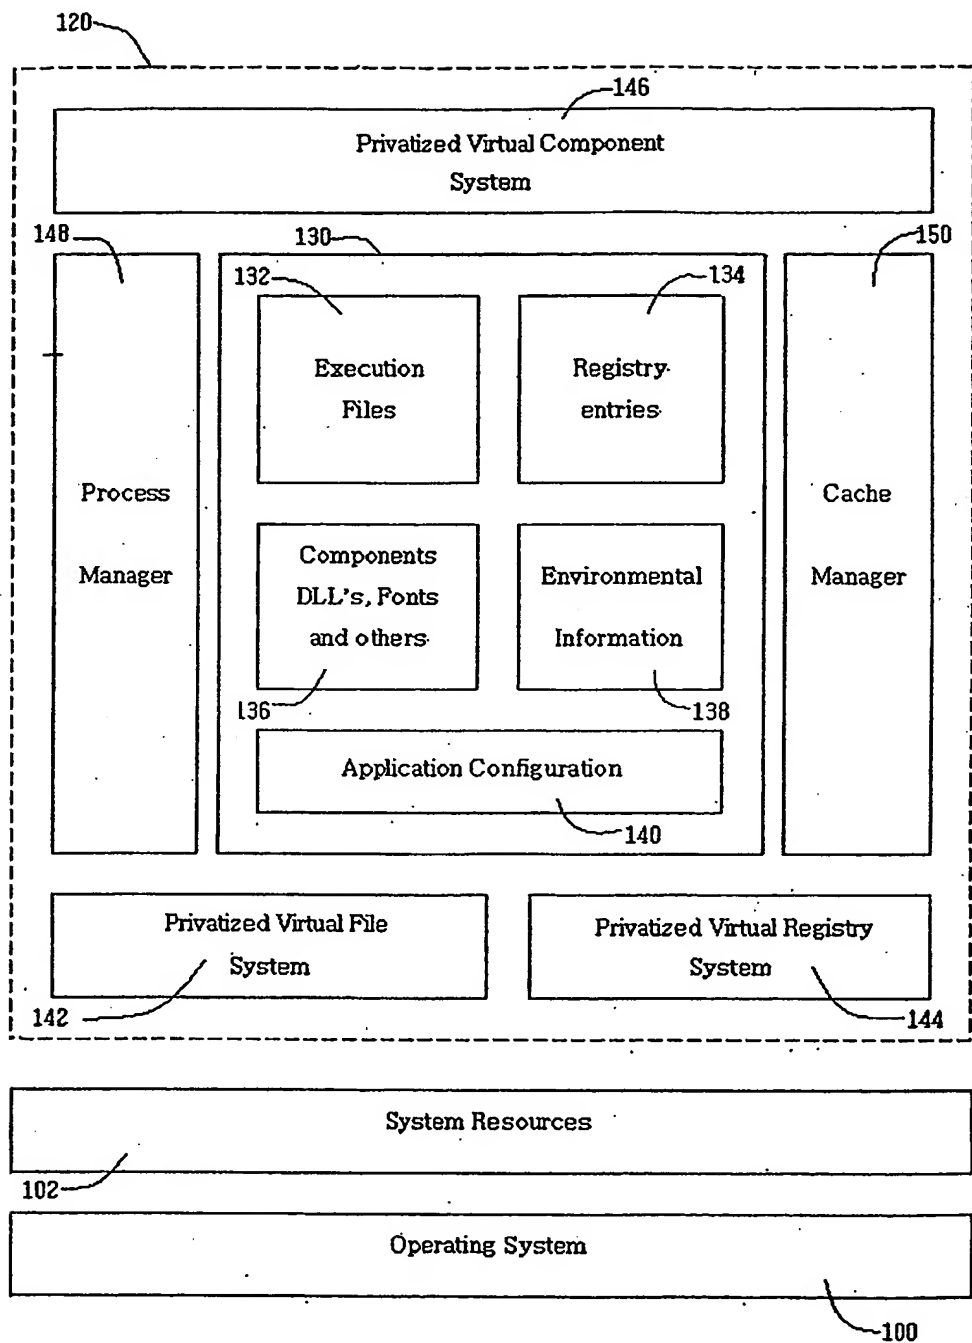 120
146
Privatized Virtual Component
System
148
130
150
132
134
Execution
Files
Registry
entries
Process
Manager
Cache
Manager
Components
DLL's, Fonts
and others
Environmental
Information
136
138
Application Configuration
140
Privatized Virtual File
System
Privatized Virtual Registry
System
142
144
System Resources
102
Operating System
100